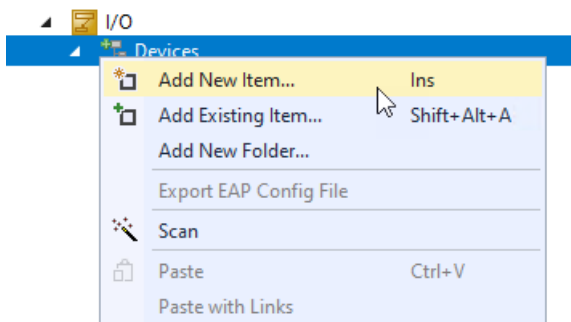 I/O
Devices
Add New Item... Ins
Add Existing Item... Shift+Alt+A
Add New Folder...
Export EAP Config File
Scan
Paste Ctrl+V
Paste with Links